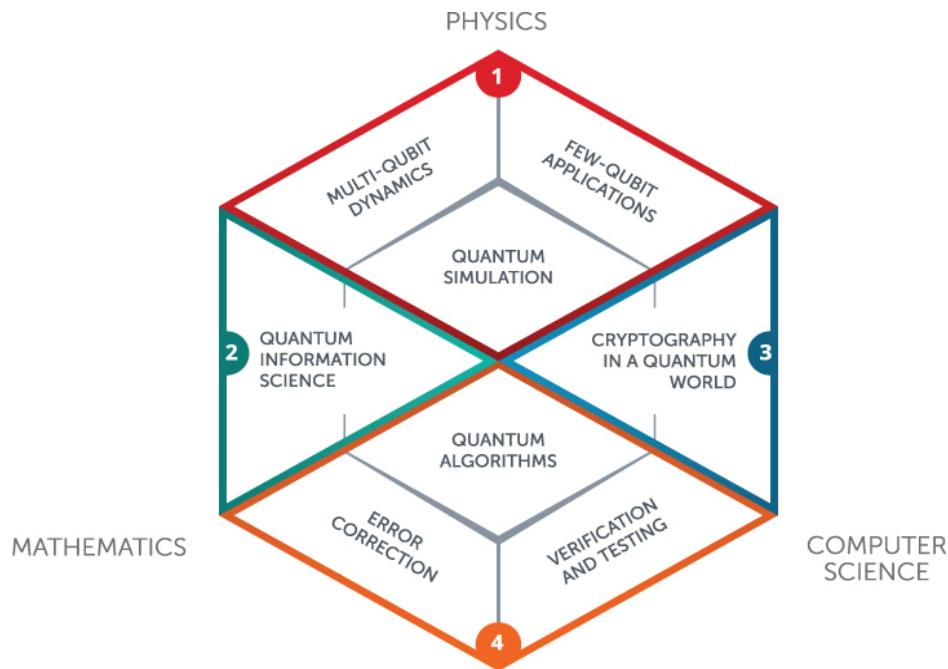 PHYSICS
1
MULTI-QUBIT
DYNAMICS
FEW-QUBIT
APPLICATIONS
QUANTUM
SIMULATION
2
QUANTUM
INFORMATION
SCIENCE
CRYPTOGRAPHY
IN A QUANTUM
WORLD
3
QUANTUM
ALGORITHMS
ERROR
CORRECTION
VERIFICATION
AND TESTING
MATHEMATICS
COMPUTER
SCIENCE
4